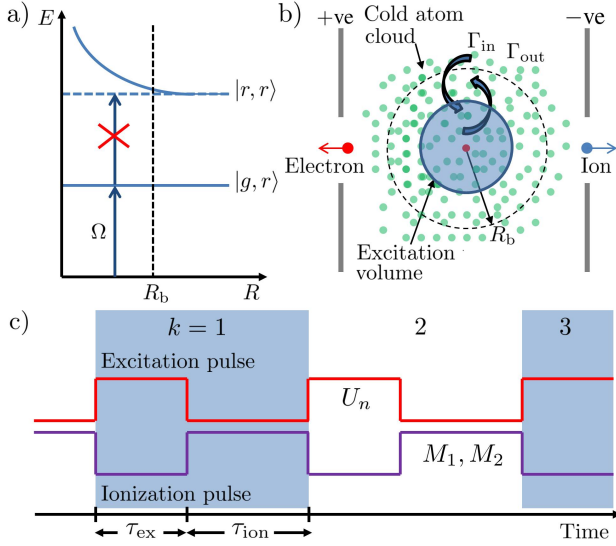 a)
E
|r, r⟩
|g, r⟩
Ω
R_b
R
b)
+ve
Cold atom
cloud
Γ_in
Γ_out
−ve
Electron
Ion
R_b
Excitation
volume
c)
k = 1
2
3
Excitation pulse
U_n
M_1, M_2
Ionization pulse
τ_ex
τ_ion
Time